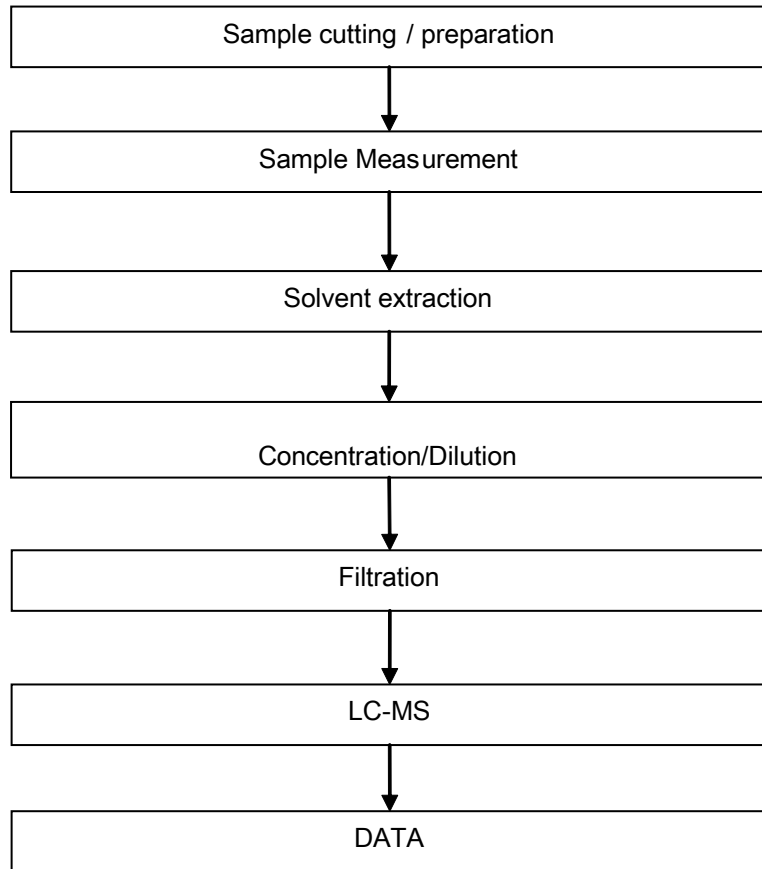 Sample cutting / preparation
Sample Measurement
Solvent extraction
Concentration/Dilution
Filtration
LC-MS
DATA